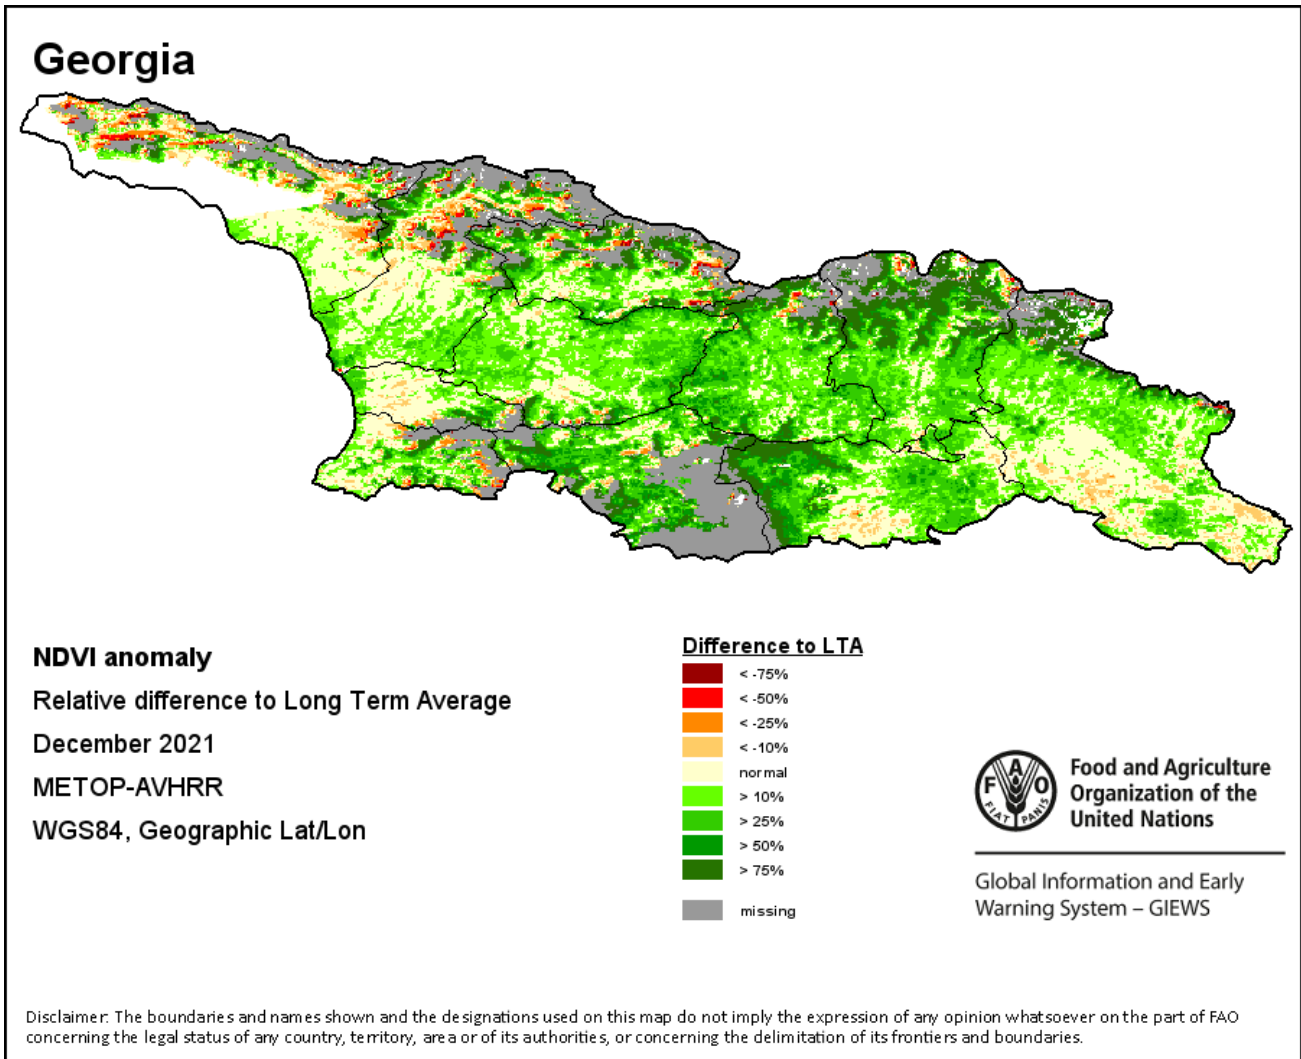 Georgia
NDVI anomaly
Relative difference to Long Term Average
December 2021
METOP-AVHRR
WGS84, Geographic Lat/Lon
Difference to LTA
< -75%
< -50%
< -25%
< -10%
normal
> 10%
> 25%
> 50%
> 75%
missing
F A O
FIAT PANIS
Food and Agriculture
Organization of the
United Nations
Global Information and Early
Warning System – GIEWS
Disclaimer: The boundaries and names shown and the designations used on this map do not imply the expression of any opinion whatsoever on the part of FAO
concerning the legal status of any country, territory, area or of its authorities, or concerning the delimitation of its frontiers and boundaries.